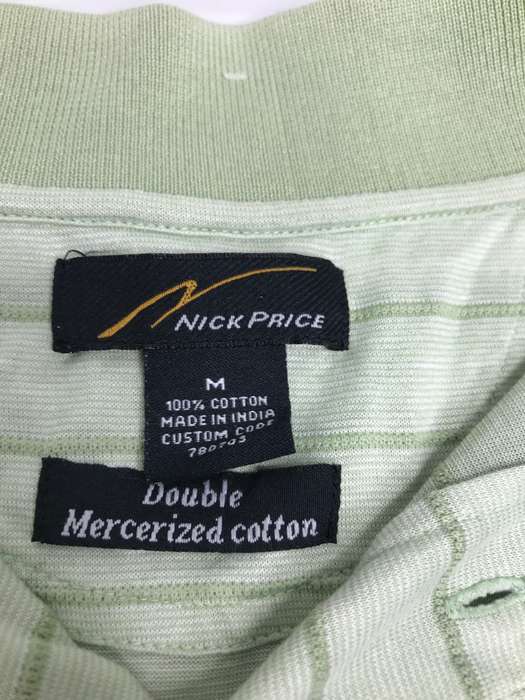 NICK PRICE
M
100% COTTON
MADE IN INDIA
CUSTOM CODE
Double
Mercerized cotton